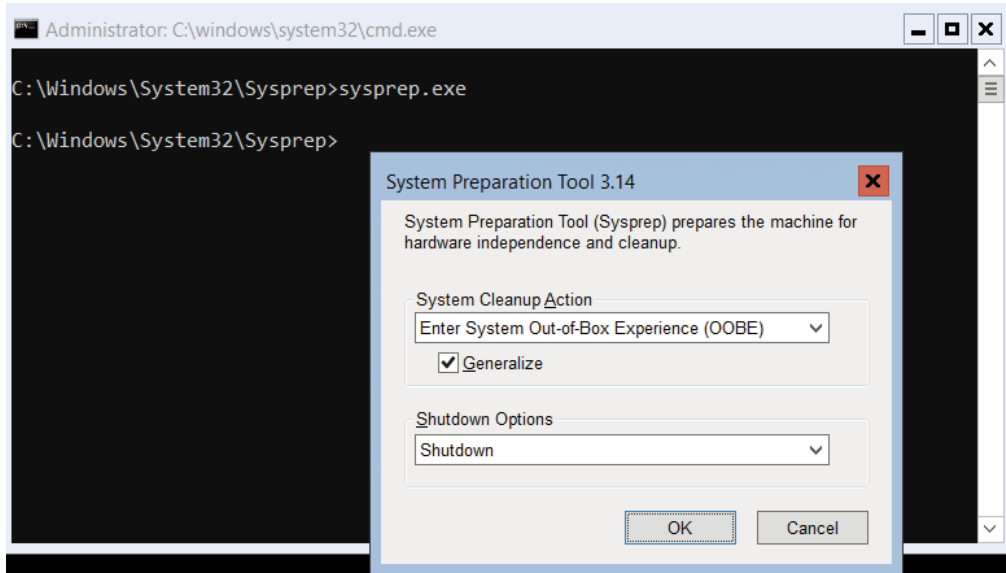 Administrator: C:\windows\system32\cmd.exe
C:\Windows\System32\Sysprep>sysprep.exe
C:\Windows\System32\Sysprep>
System Preparation Tool 3.14
System Preparation Tool (Sysprep) prepares the machine for
hardware independence and cleanup.
System Cleanup Action
Enter System Out-of-Box Experience (OOBE)
Generalize
Shutdown Options
Shutdown
OK
Cancel